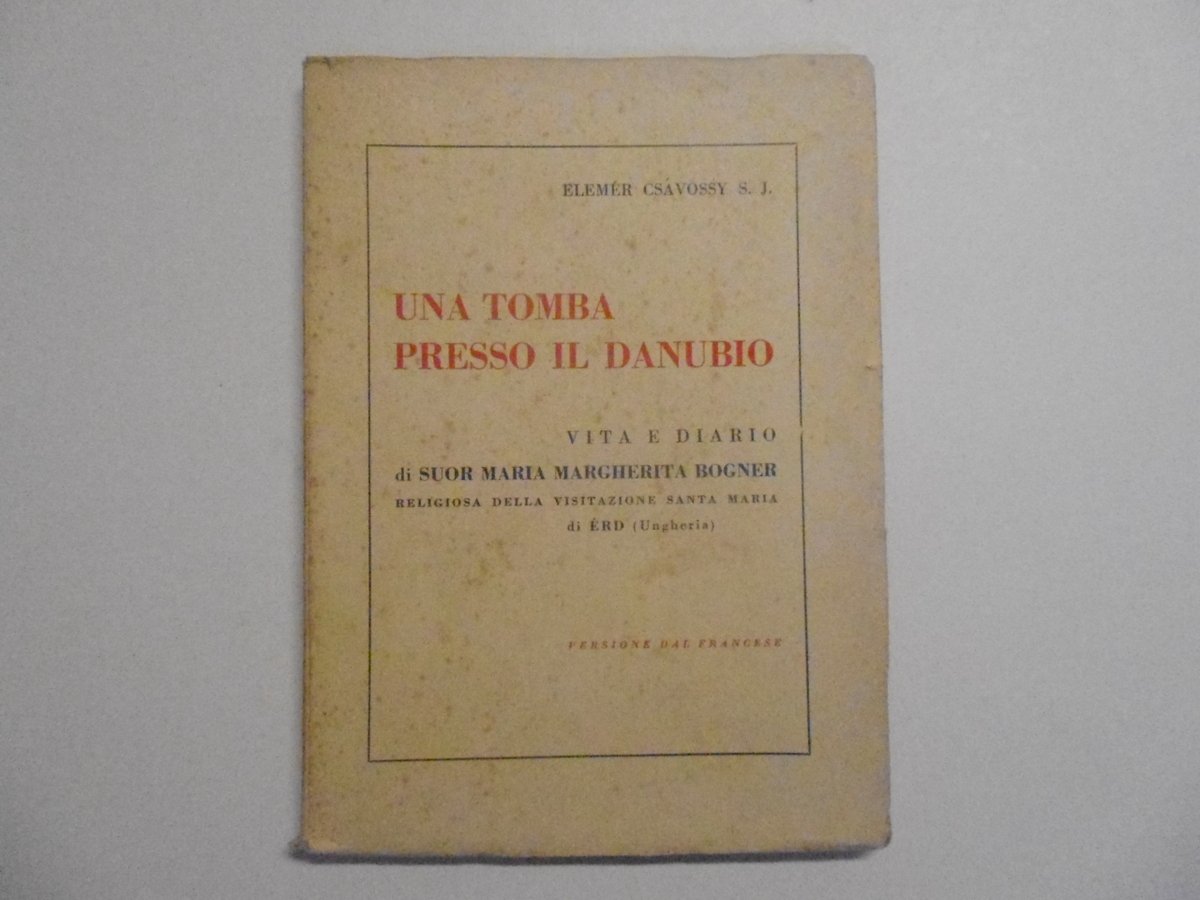 ELEMÉR CSÁVOSSY S. J.
UNA TOMBA
PRESSO IL DANUBIO
VITA E DIARIO
di SUOR MARIA MARGHERITA BOGNER
RELIGIOSA DELLA VISITAZIONE SANTA MARIA
di ÉRD (Ungheria)
VERSIONE DAL FRANCESE